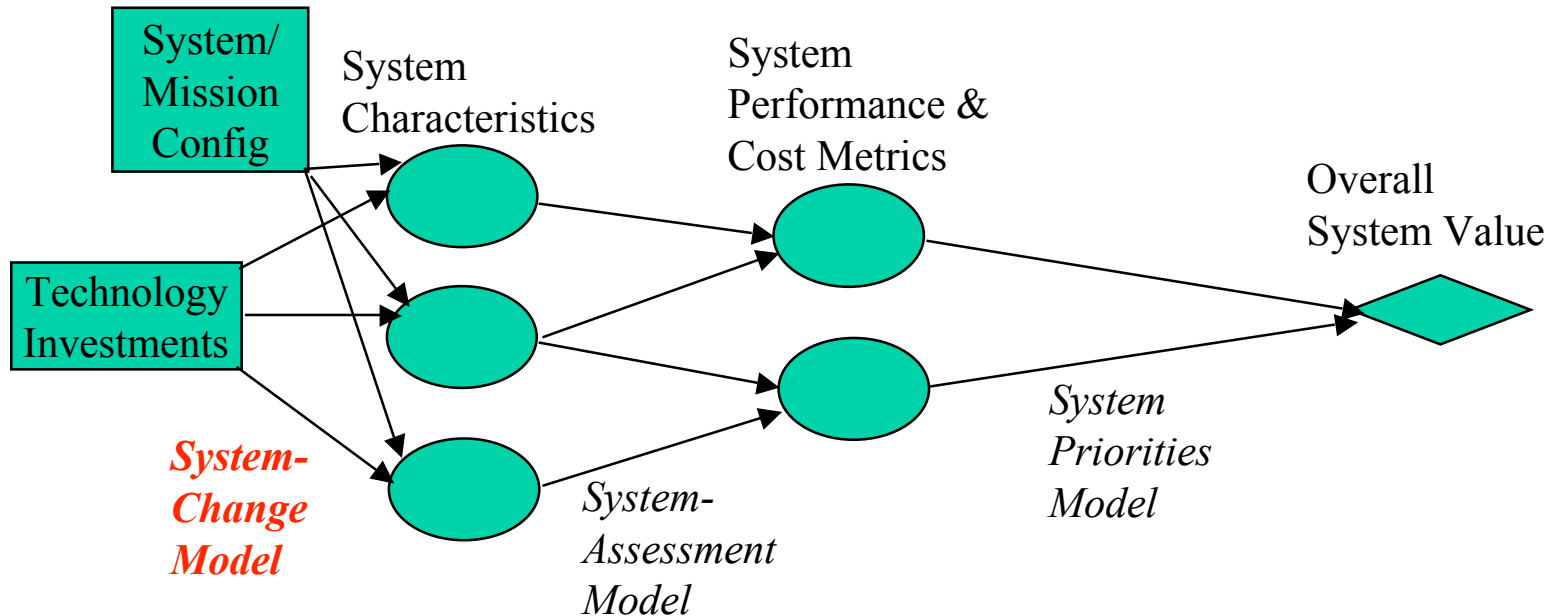 System/
Mission
Config
System
Characteristics
System
Performance &
Cost Metrics
Overall
System Value
Technology
Investments
System-
Change
Model
System-
Assessment
Model
System
Priorities
Model